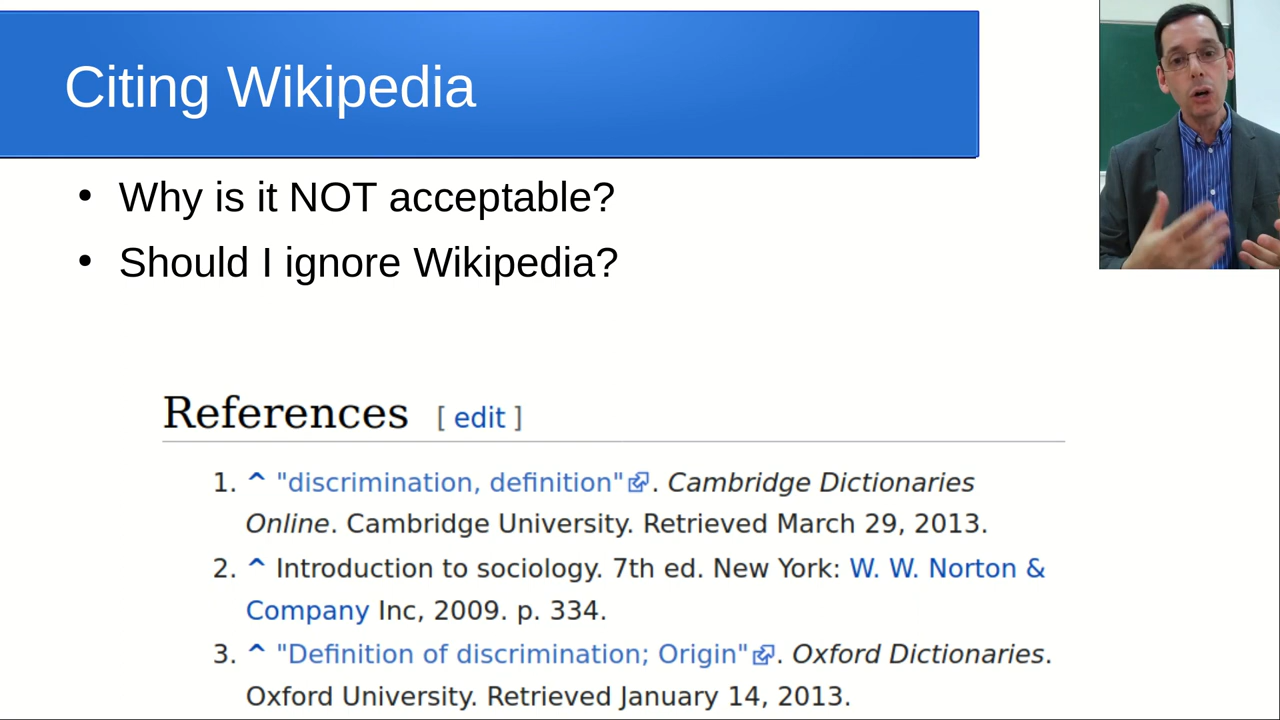 Citing Wikipedia
• Why is it NOT acceptable?
• Should I ignore Wikipedia?
References [ edit ]
1. ^ "discrimination, definition". Cambridge Dictionaries
Online. Cambridge University. Retrieved March 29, 2013.
2. ^ Introduction to sociology. 7th ed. New York: W. W. Norton &
Company Inc, 2009. p. 334.
3. ^ "Definition of discrimination; Origin". Oxford Dictionaries.
Oxford University. Retrieved January 14, 2013.